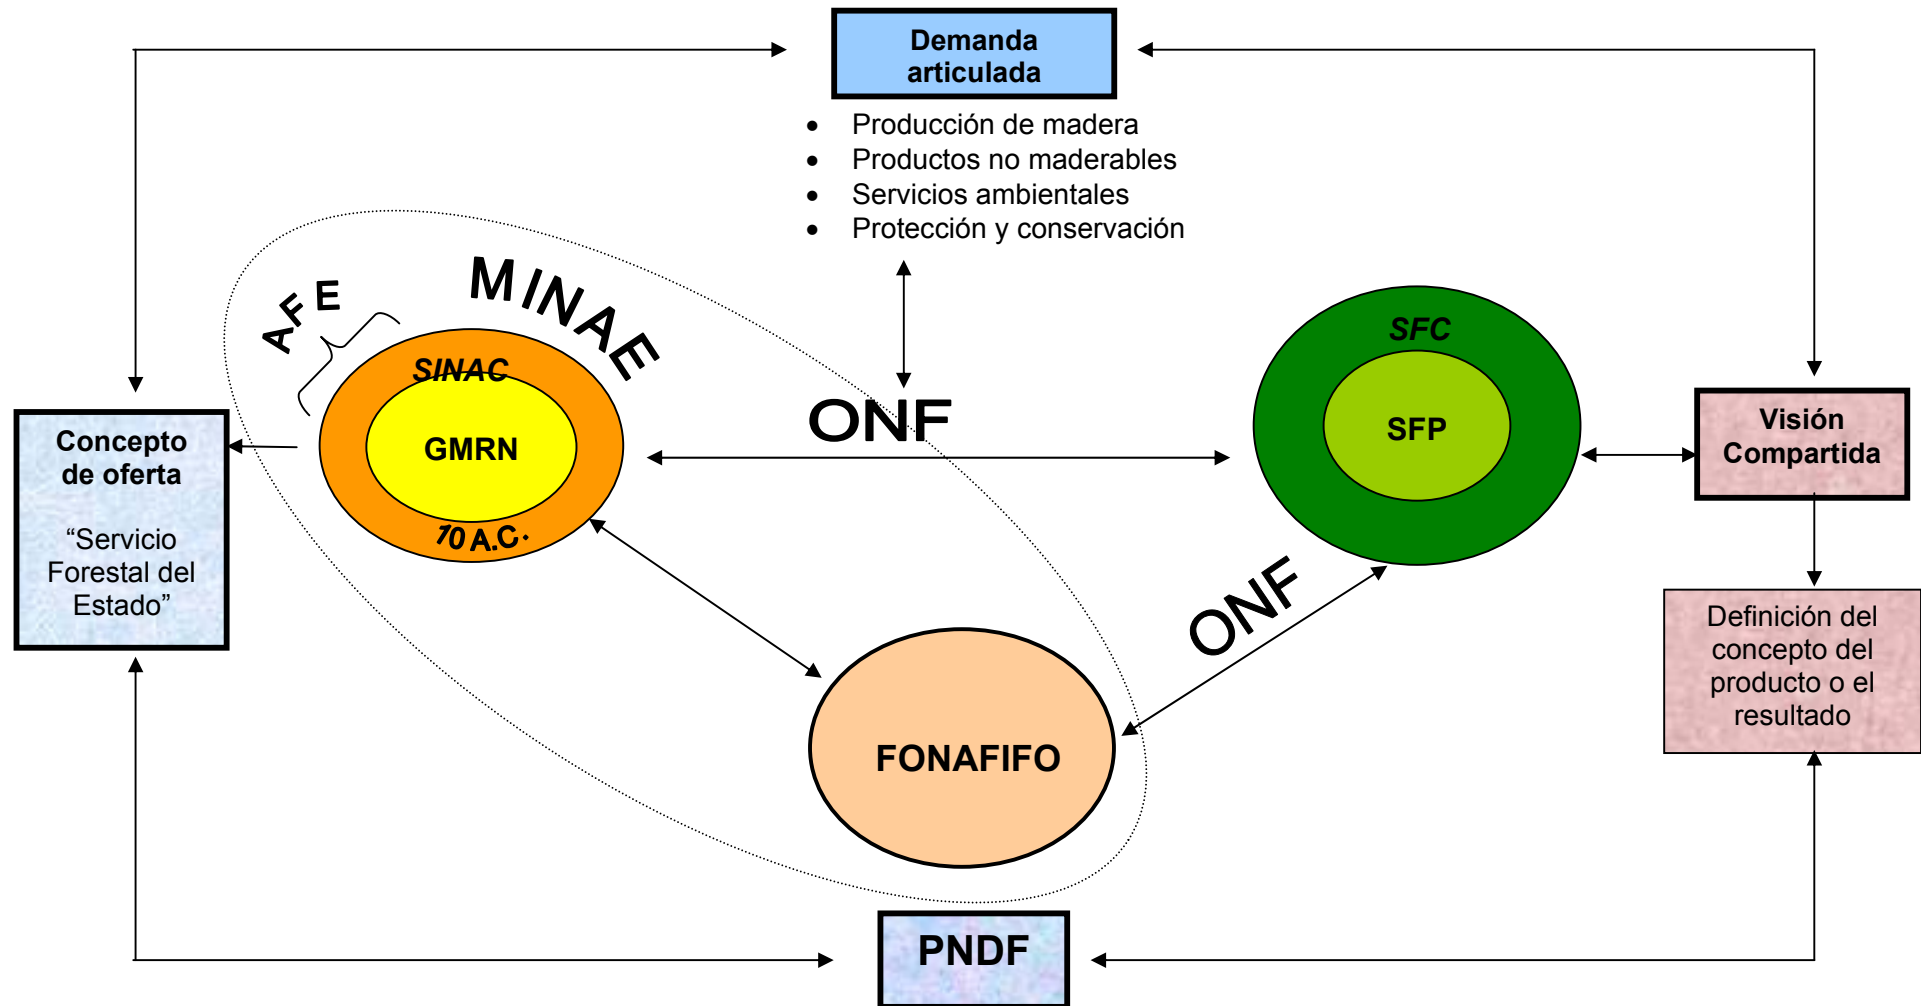 Demanda
articulada
• Producción de madera
• Productos no maderables
• Servicios ambientales
• Protección y conservación
AFE
MINAE
SINAC
GMRN
10 A.C.
ONF
SFC
SFP
Concepto
de oferta
“Servicio
Forestal del
Estado”
Visión
Compartida
ONF
Definición del
concepto del
producto o el
resultado
FONAFIFO
PNDF